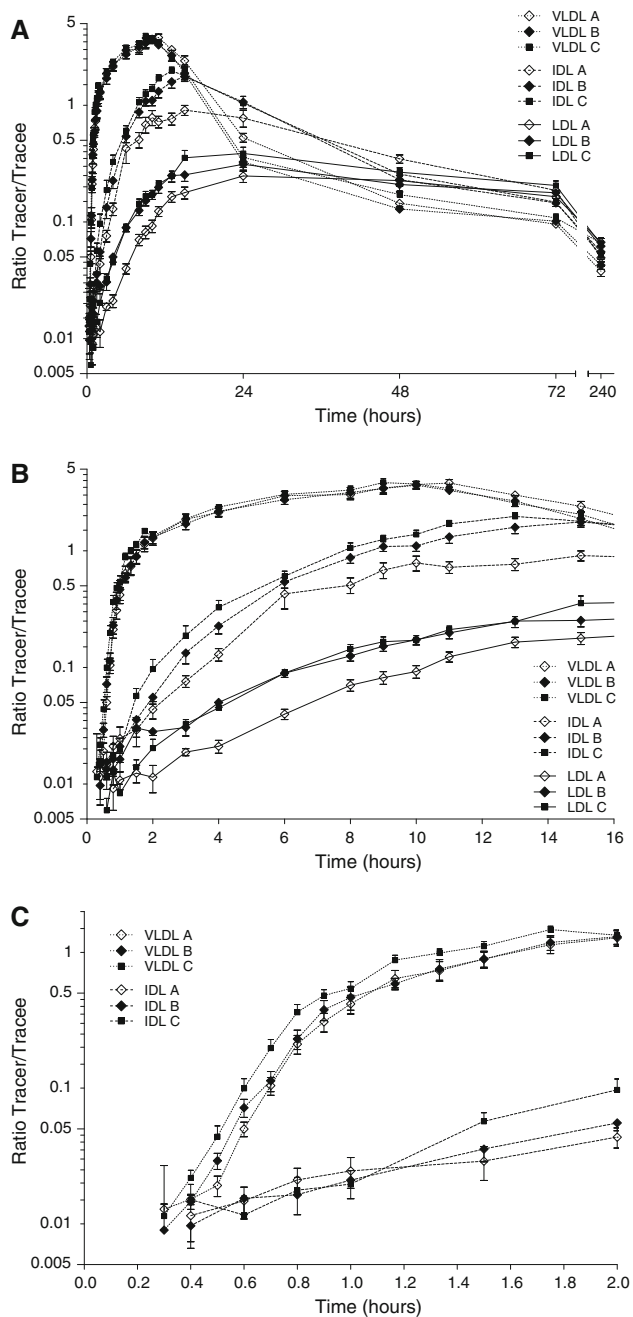 A
VLDL A
VLDL B
VLDL C
IDL A
IDL B
IDL C
LDL A
LDL B
LDL C
Ratio Tracer/Tracee
5
1
0.5
0.1
0.05
0.01
0.005
0
24
48
72
240
Time (hours)
B
Ratio Tracer/Tracee
5
1
0.5
0.1
0.05
0.01
0.005
VLDL A
VLDL B
VLDL C
IDL A
IDL B
IDL C
LDL A
LDL B
LDL C
0
2
4
6
8
10
12
14
16
Time (hours)
C
VLDL A
VLDL B
VLDL C
IDL A
IDL B
IDL C
Ratio Tracer/Tracee
1
0.5
0.1
0.05
0.01
0.005
0.0
0.2
0.4
0.6
0.8
1.0
1.2
1.4
1.6
1.8
2.0
Time (hours)